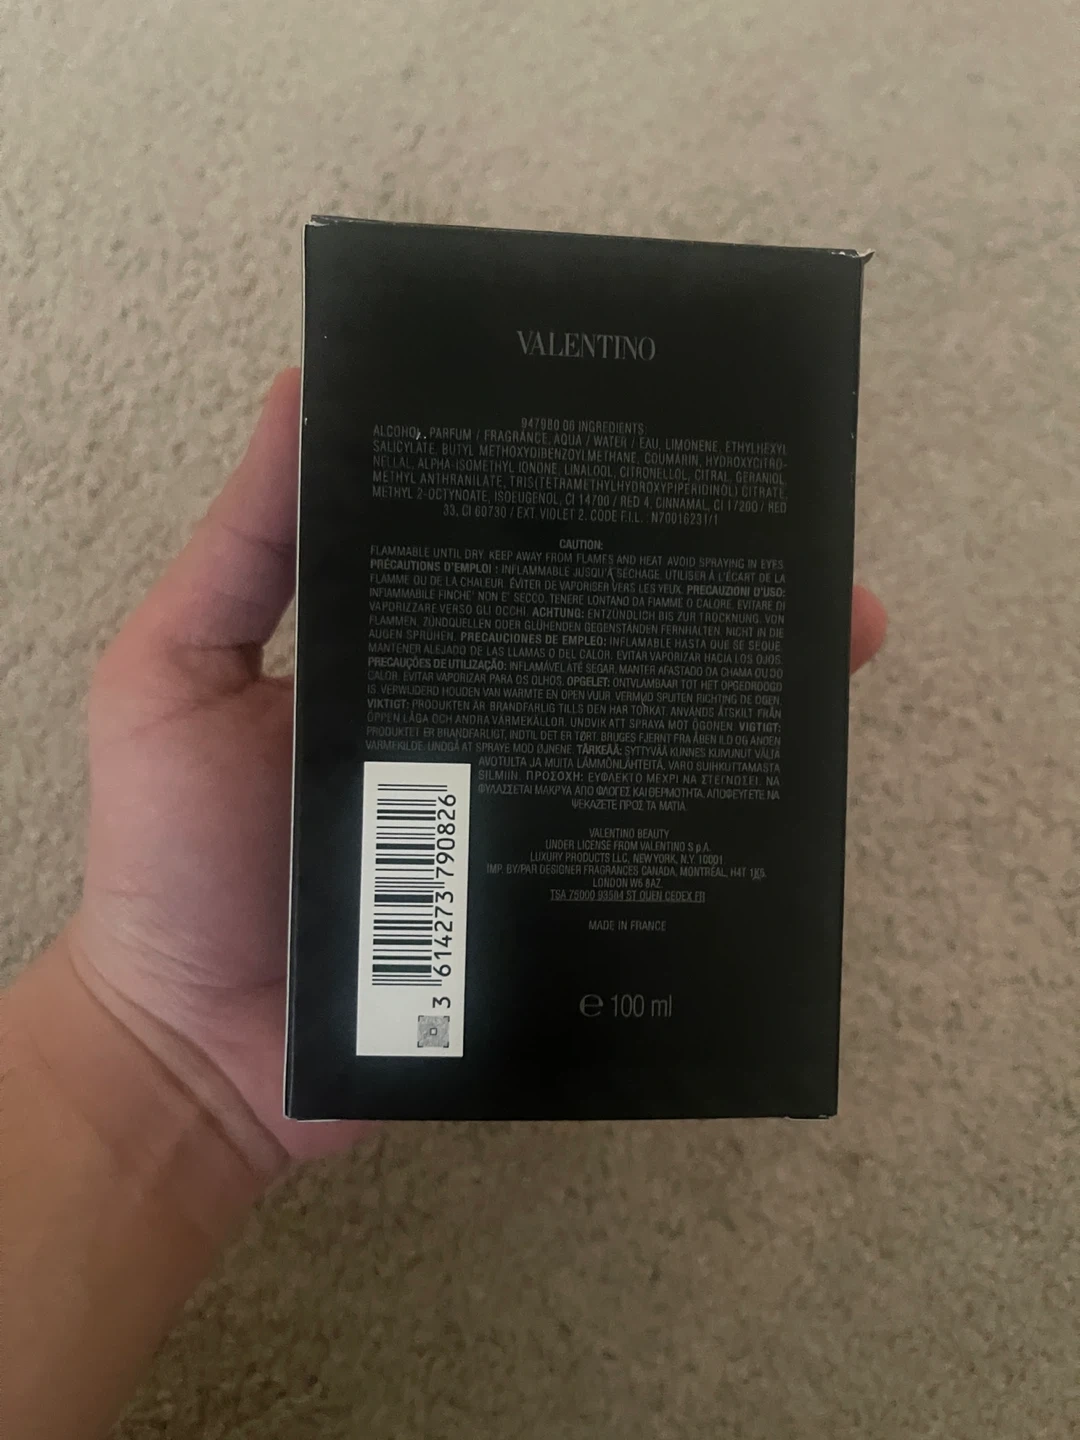 VALENTINO
947980 06 INGREDIENTS:
ALCOHOL, PARFUM / FRAGRANCE, AQUA / WATER / EAU, LIMONENE, ETHYLHEXYL
SALICYLATE, BUTYL METHOXYDIBENZOYLMETHANE, COUMARIN, HYDROXYCITRO-
NELLAL, ALPHA-ISOMETHYL IONONE, LINALOOL, CITRONELLOL, CITRAL, GERANIOL,
METHYL ANTHRANILATE, TRIS(TETRAMETHYLHYDROXYPIPERIDINOL) CITRATE,
METHYL 2-OCTYNOATE, ISOEUGENOL, CI 14700 / RED 4, CINNAMAL, CI 17200 / RED
33, CI 60730 / EXT. VIOLET 2. CODE F.I.L. : N70016231/1
CAUTION:
FLAMMABLE UNTIL DRY. KEEP AWAY FROM FLAMES AND HEAT. AVOID SPRAYING IN EYES.
PRÉCAUTIONS D'EMPLOI : INFLAMMABLE JUSQU'À SÉCHAGE. UTILISER À L'ÉCART DE LA
FLAMME OU DE LA CHALEUR. ÉVITER DE VAPORISER VERS LES YEUX. PRECAUZIONI D'USO:
INFIAMMABILE FINCHE' NON E' SECCO. TENERE LONTANO DA FIAMME O CALORE. EVITARE DI
VAPORIZZARE VERSO GLI OCCHI. ACHTUNG: ENTZÜNDLICH BIS ZUR TROCKNUNG. VON
FLAMMEN, ZÜNDQUELLEN ODER GLÜHENDEN GEGENSTÄNDEN FERNHALTEN. NICHT IN DIE
AUGEN SPRÜHEN. PRECAUCIONES DE EMPLEO: INFLAMABLE HASTA QUE SE SEQUE.
MANTENER ALEJADO DE LAS LLAMAS O DEL CALOR. EVITAR VAPORIZAR HACIA LOS OJOS.
PRECAUÇÕES DE UTILIZAÇÃO: INFLAMÁVEL ATÉ SECAR. MANTER AFASTADO DA CHAMA OU DO
CALOR. EVITAR VAPORIZAR PARA OS OLHOS. OPGELET: ONTVLAMBAAR TOT HET OPGEDROOGD
IS. VERWIJDERD HOUDEN VAN WARMTE EN OPEN VUUR. VERMIJD SPUITEN RICHTING DE OGEN.
VIKTIGT: PRODUKTEN ÄR BRANDFARLIG TILLS DEN HAR TORKAT. ANVÄNDS ÅTSKILT FRÅN
ÖPPEN LÅGA OCH ANDRA VÄRMEKÄLLOR. UNDVIK ATT SPRAYA MOT ÖGONEN. VIGTIGT:
PRODUKTET ER BRANDFARLIGT, INDTIL DET ER TØRT. BRUGES FJERNT FRA ÅBEN ILD OG ANDEN
VARMEKILDE. UNDGÅ AT SPRAYE MOD ØJNENE. TÄRKEÄÄ: SYTTYVÄÄ KUNNES KUIVUNUT. VÄLTÄ
AVOTULTA JA MUITA LÄMMÖNLÄHTEITÄ. VARO SUIHKUTTAMASTA
SILMIIN. ΠΡΟΣΟΧΗ: ΕΥΦΛΕΚΤΟ ΜΕΧΡΙ ΝΑ ΣΤΕΓΝΩΣΕΙ. ΝΑ
ΦΥΛΑΣΣΕΤΑΙ ΜΑΚΡΥΑ ΑΠΟ ΦΛΟΓΕΣ ΚΑΙ ΘΕΡΜΟΤΗΤΑ. ΑΠΟΦΕΥΓΕΤΕ ΝΑ
ΨΕΚΑΖΕΤΕ ΠΡΟΣ ΤΑ ΜΑΤΙΑ.
VALENTINO BEAUTY
UNDER LICENSE FROM VALENTINO S.p.A.
LUXURY PRODUCTS LLC, NEW YORK, N.Y. 10001.
IMP. BY/PAR DESIGNER FRAGRANCES CANADA, MONTRÉAL, H4T 1K5.
LONDON W6 8AZ.
TSA 75000 93584 ST OUEN CEDEX FR
MADE IN FRANCE
3 614273 790826
℮ 100 ml